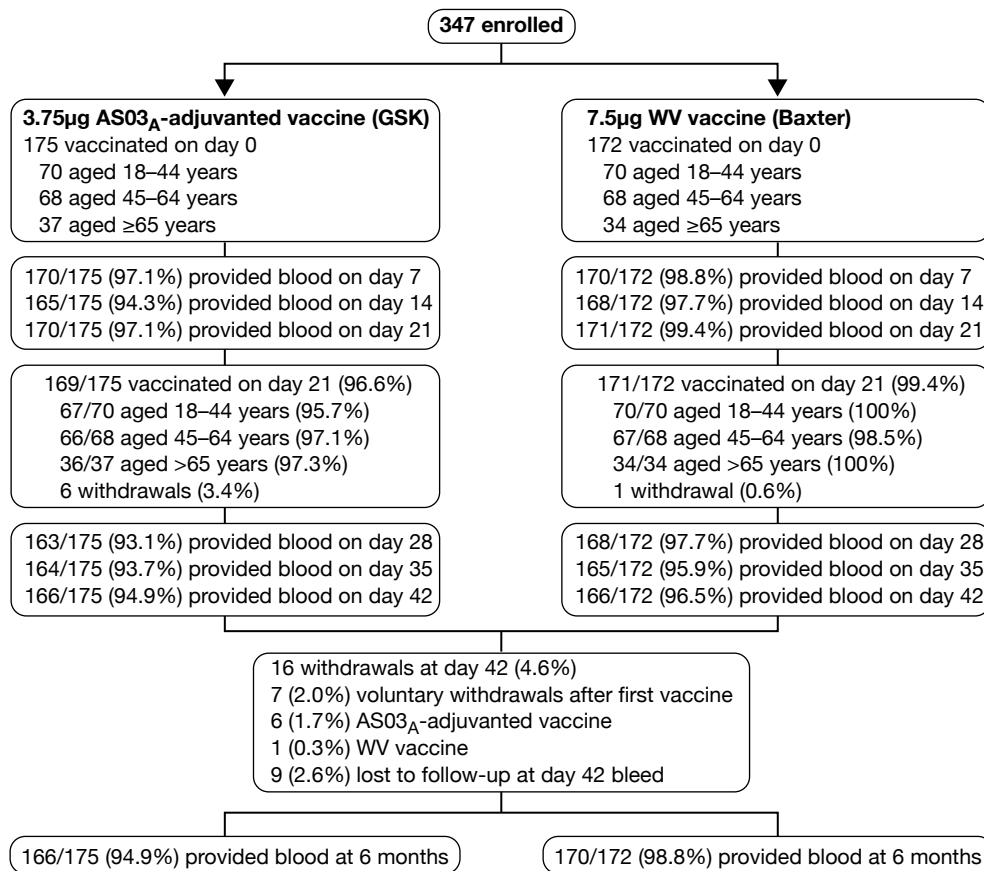 347 enrolled
3.75µg AS03A-adjuvanted vaccine (GSK)
175 vaccinated on day 0
70 aged 18–44 years
68 aged 45–64 years
37 aged ≥65 years
7.5µg WV vaccine (Baxter)
172 vaccinated on day 0
70 aged 18–44 years
68 aged 45–64 years
34 aged ≥65 years
170/175 (97.1%) provided blood on day 7
165/175 (94.3%) provided blood on day 14
170/175 (97.1%) provided blood on day 21
170/172 (98.8%) provided blood on day 7
168/172 (97.7%) provided blood on day 14
171/172 (99.4%) provided blood on day 21
169/175 vaccinated on day 21 (96.6%)
67/70 aged 18–44 years (95.7%)
66/68 aged 45–64 years (97.1%)
36/37 aged >65 years (97.3%)
6 withdrawals (3.4%)
171/172 vaccinated on day 21 (99.4%)
70/70 aged 18–44 years (100%)
67/68 aged 45–64 years (98.5%)
34/34 aged >65 years (100%)
1 withdrawal (0.6%)
163/175 (93.1%) provided blood on day 28
164/175 (93.7%) provided blood on day 35
166/175 (94.9%) provided blood on day 42
168/172 (97.7%) provided blood on day 28
165/172 (95.9%) provided blood on day 35
166/172 (96.5%) provided blood on day 42
16 withdrawals at day 42 (4.6%)
7 (2.0%) voluntary withdrawals after first vaccine
6 (1.7%) AS03A-adjuvanted vaccine
1 (0.3%) WV vaccine
9 (2.6%) lost to follow-up at day 42 bleed
166/175 (94.9%) provided blood at 6 months
170/172 (98.8%) provided blood at 6 months